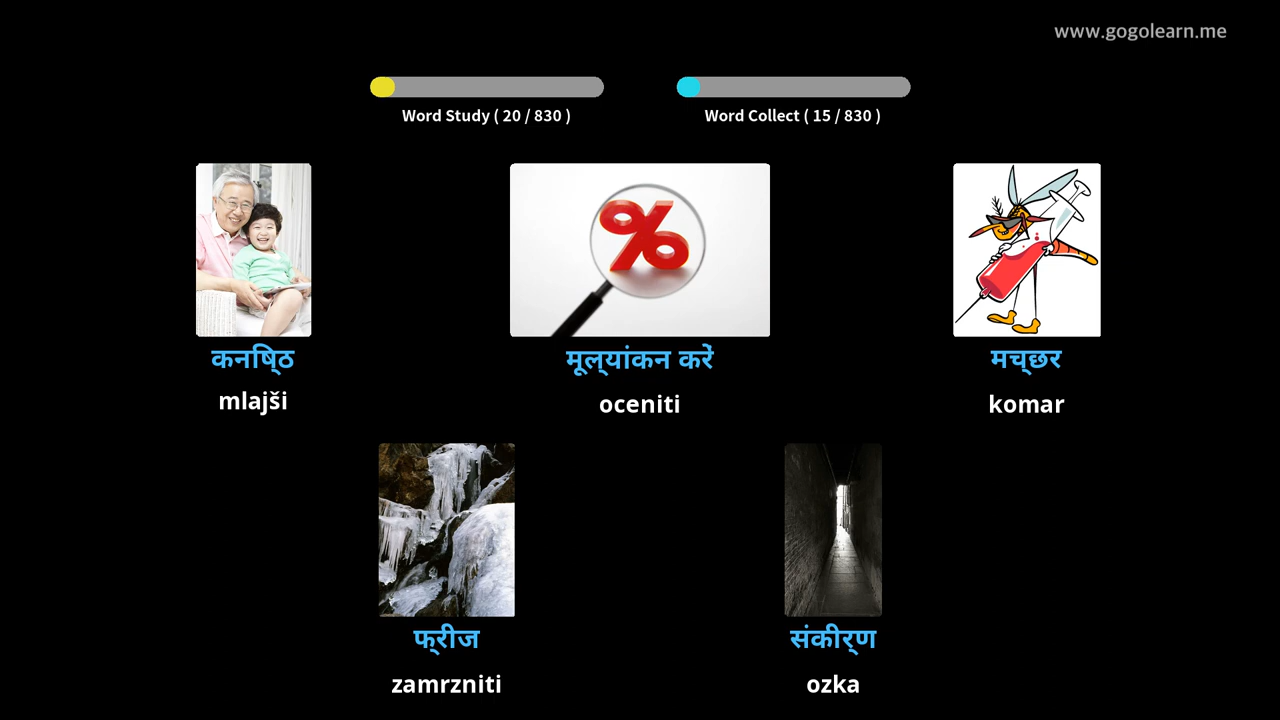 www.gogolearn.me
Word Study ( 20 / 830 )
Word Collect ( 15 / 830 )
कनिष्ठ
mlajši
मूल्यांकन करें
oceniti
मच्छर
komar
%
फ्रीज
zamrzniti
संकीर्ण
ozka